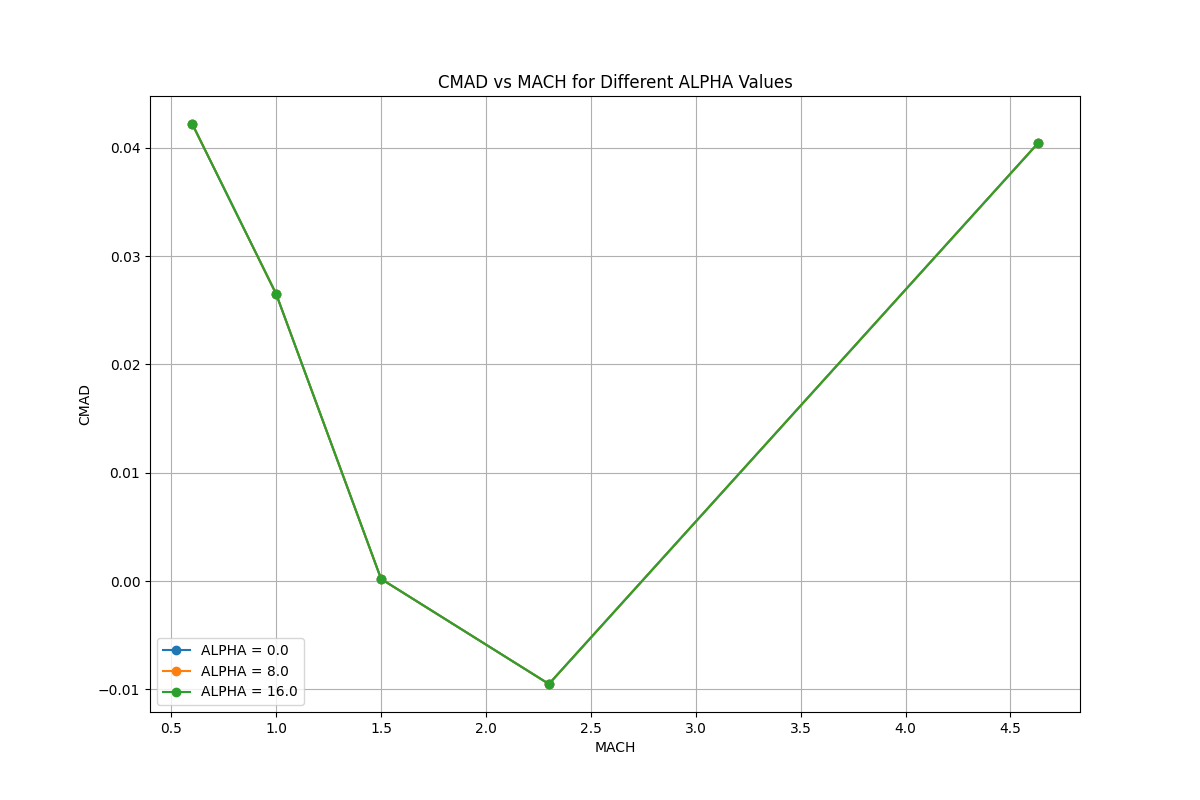 CMAD vs MACH for Different ALPHA Values
0.04
0.03
0.02
0.01
0.00
−0.01
CMAD
ALPHA = 0.0
ALPHA = 8.0
ALPHA = 16.0
0.5 1.0 1.5 2.0 2.5 3.0 3.5 4.0 4.5
MACH